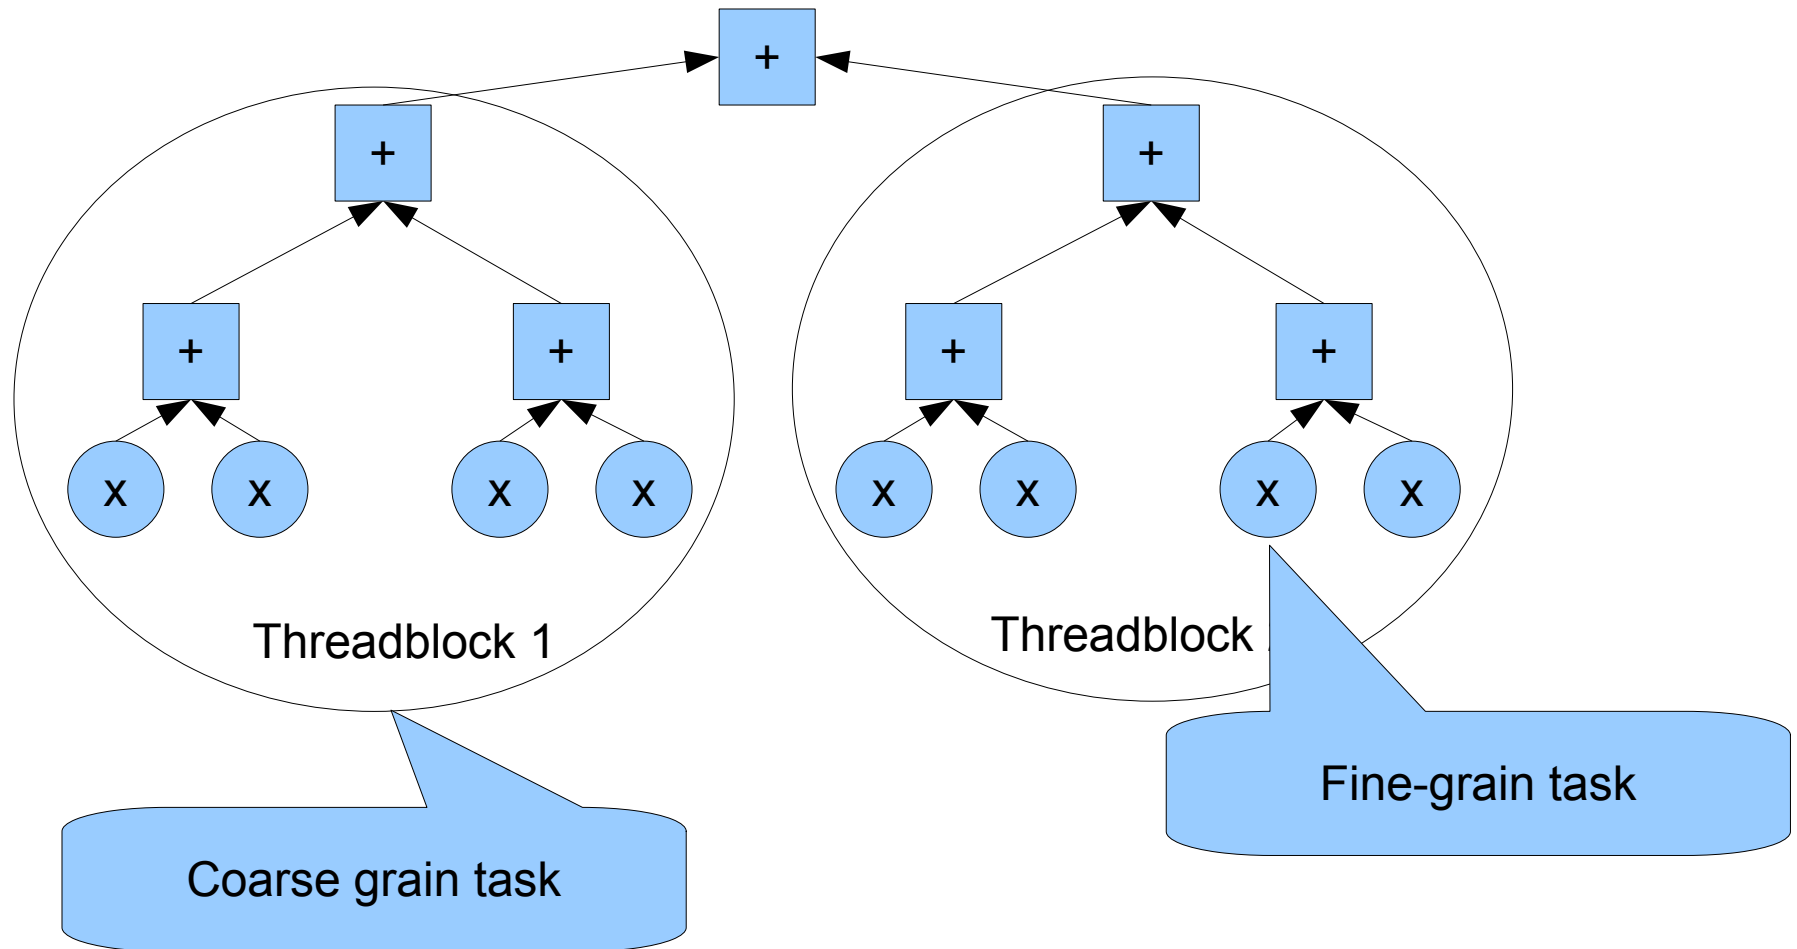 +
+ +
+ + + +
x x x x x x x x
Threadblock 1 Threadblock
Fine-grain task
Coarse grain task